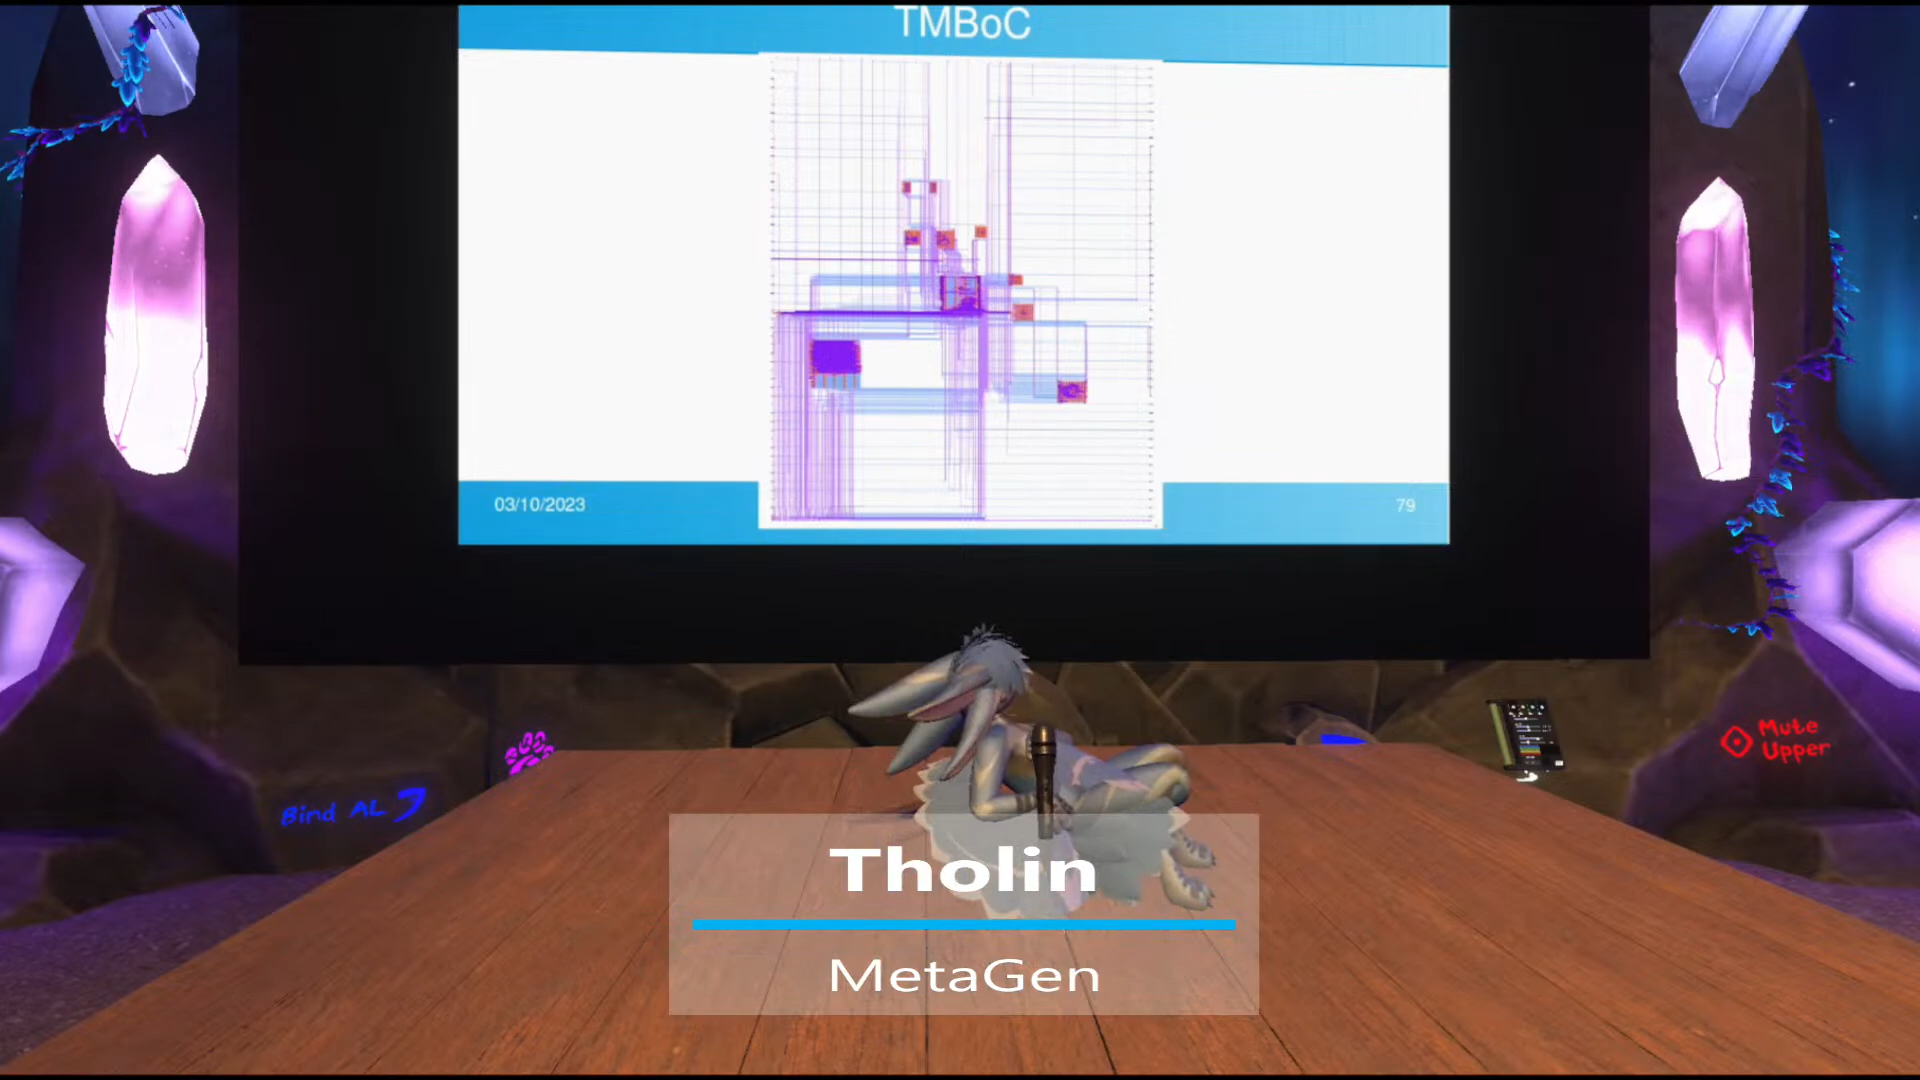 TMBoC
03/10/2023
79
Bind AL
Mute
Upper
Tholin
MetaGen